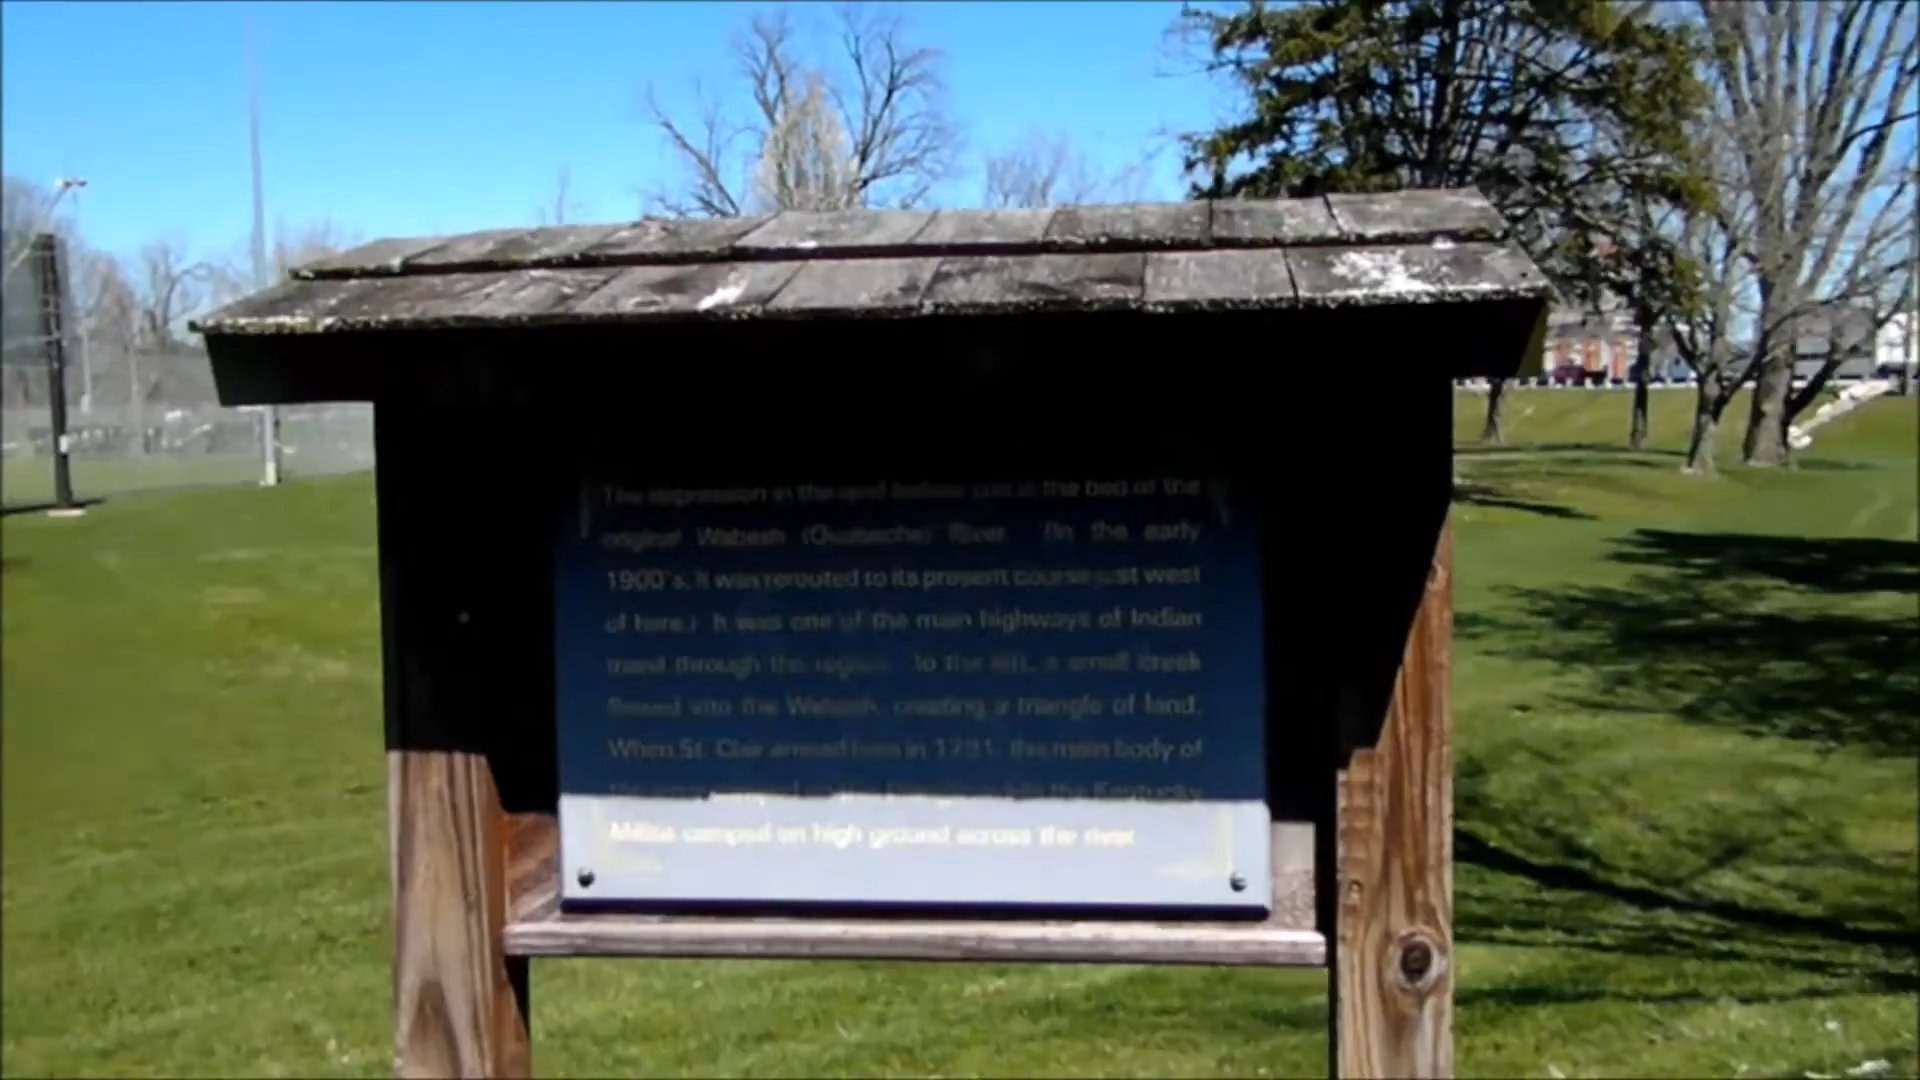 The depression in the land before you is the bed of the
original Wabash (Ouabache) River. (In the early
1900's, it was rerouted to its present course just west
of here.) It was one of the main highways of Indian
travel through the region. To the left, a small creek
flowed into the Wabash, creating a triangle of land.
When St. Clair arrived here in 1791, the main body of
the Kentucky
Militia camped on high ground across the river.